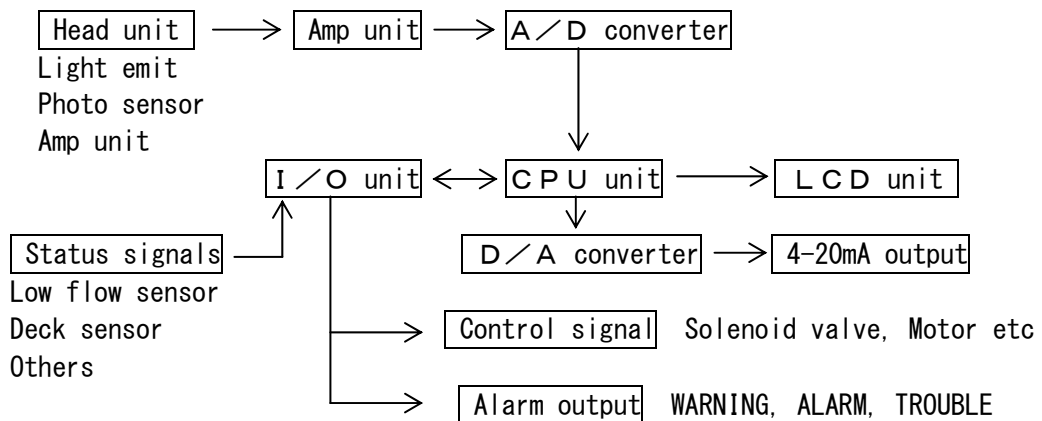 Head unit
Amp unit
A／D converter
Light emit
Photo sensor
Amp unit
I／O unit
CPU unit
LCD unit
Status signals
D／A converter
4-20mA output
Low flow sensor
Deck sensor
Others
Control signal
Solenoid valve, Motor etc
Alarm output
WARNING, ALARM, TROUBLE